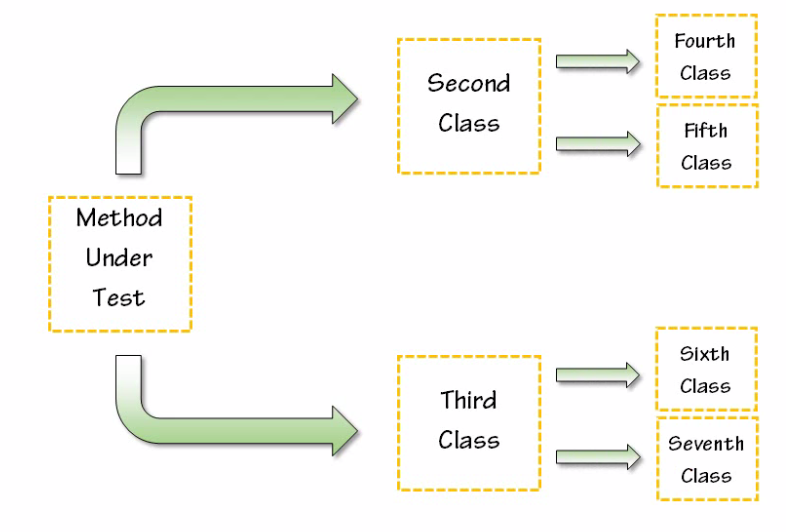 Method
Under
Test
Second
Class
Fourth
Class
Fifth
Class
Third
Class
Sixth
Class
Seventh
Class